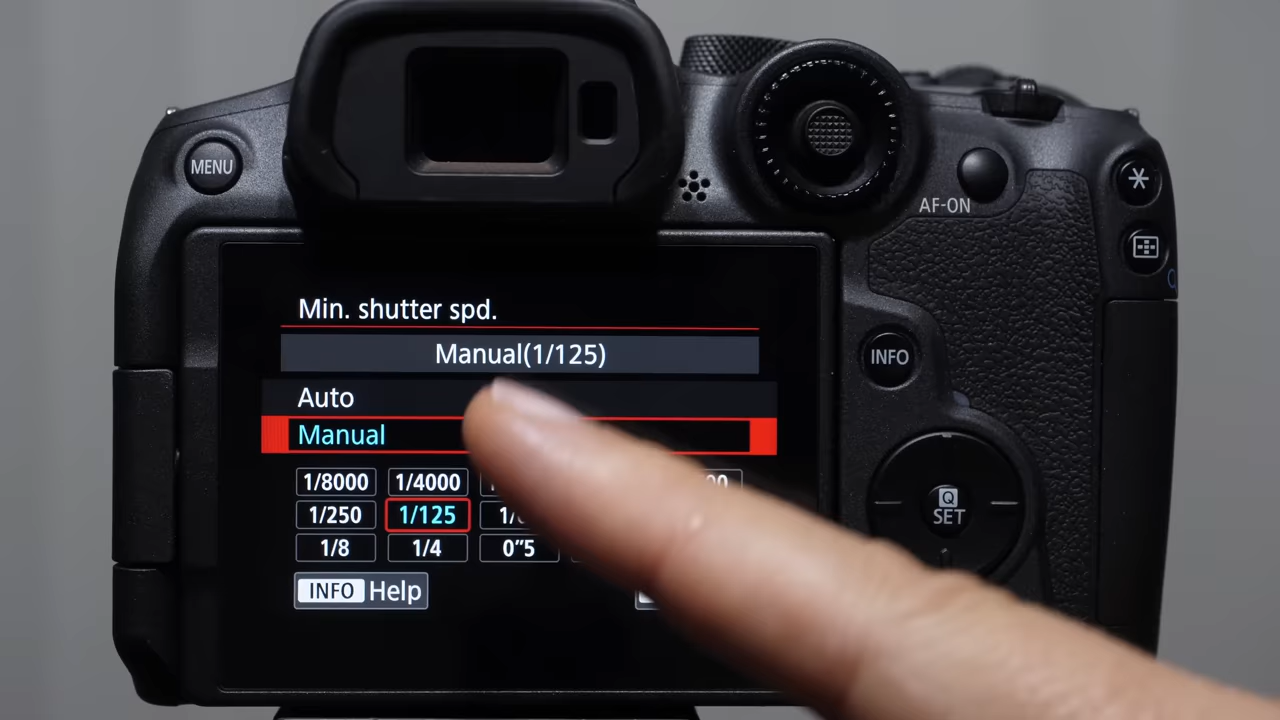 MENU
AF-ON
Min. shutter spd.
Manual(1/125)
INFO
Auto
Manual
1/8000 1/4000
1/250 1/125
1/8 1/4 0"5
Q
SET
INFO Help